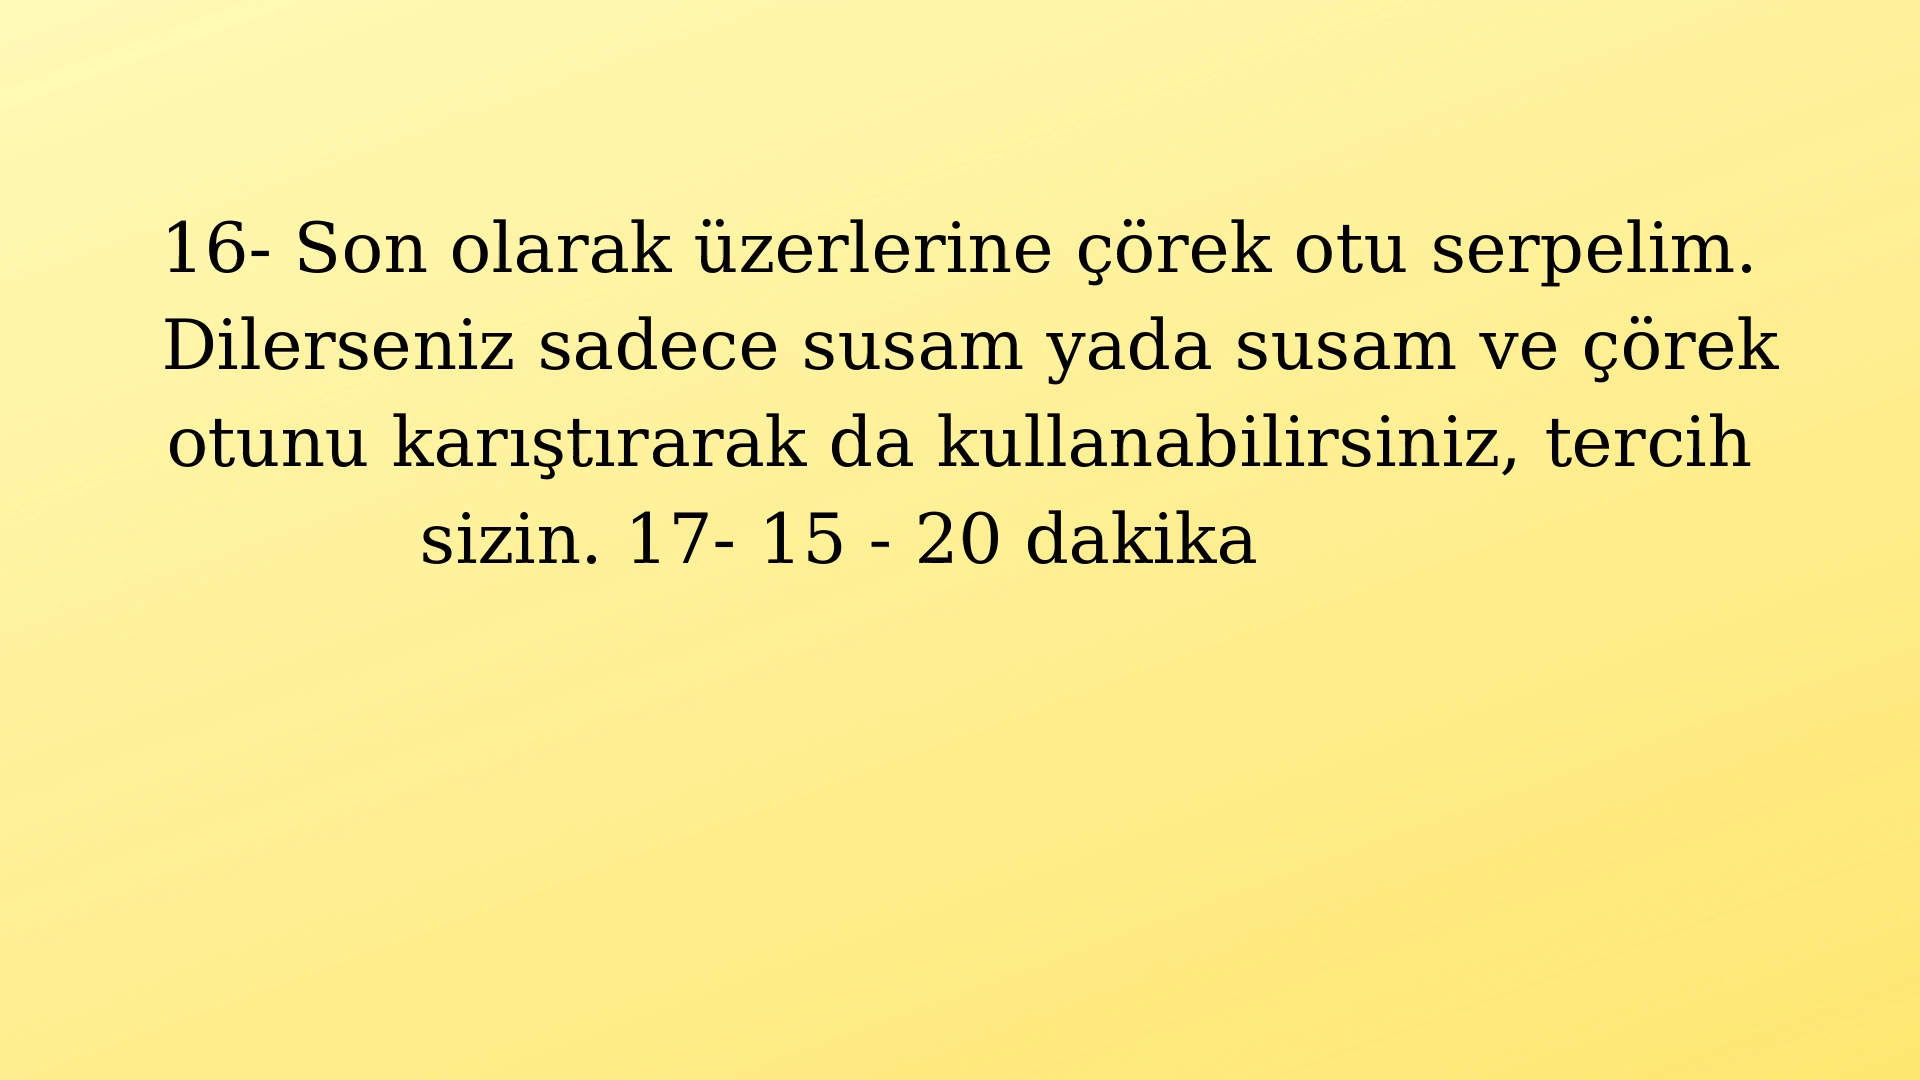 16- Son olarak üzerlerine çörek otu serpelim.
Dilerseniz sadece susam yada susam ve çörek
otunu karıştırarak da kullanabilirsiniz, tercih
sizin. 17- 15 - 20 dakika